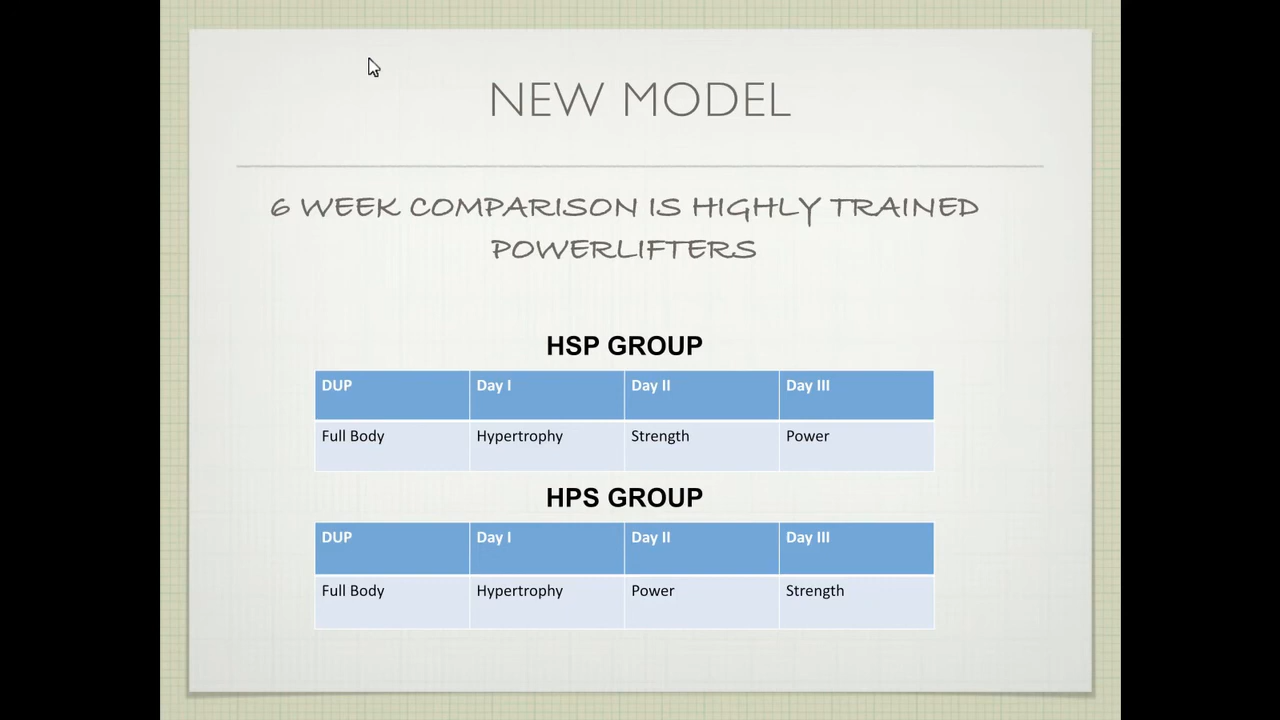 NEW MODEL
6 WEEK COMPARISON IS HIGHLY TRAINED
POWERLIFTERS
HSP GROUP
DUP Day I Day II Day III
Full Body Hypertrophy Strength Power
HPS GROUP
DUP Day I Day II Day III
Full Body Hypertrophy Power Strength